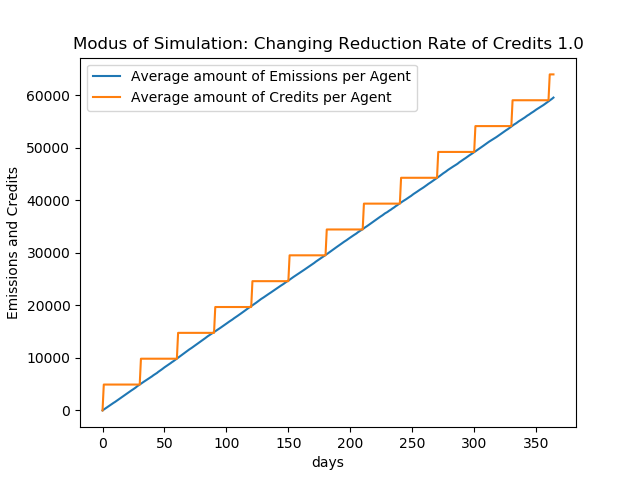 Modus of Simulation: Changing Reduction Rate of Credits 1.0
Average amount of Emissions per Agent
Average amount of Credits per Agent
Emissions and Credits
60000
50000
40000
30000
20000
10000
0
0 50 100 150 200 250 300 350
days